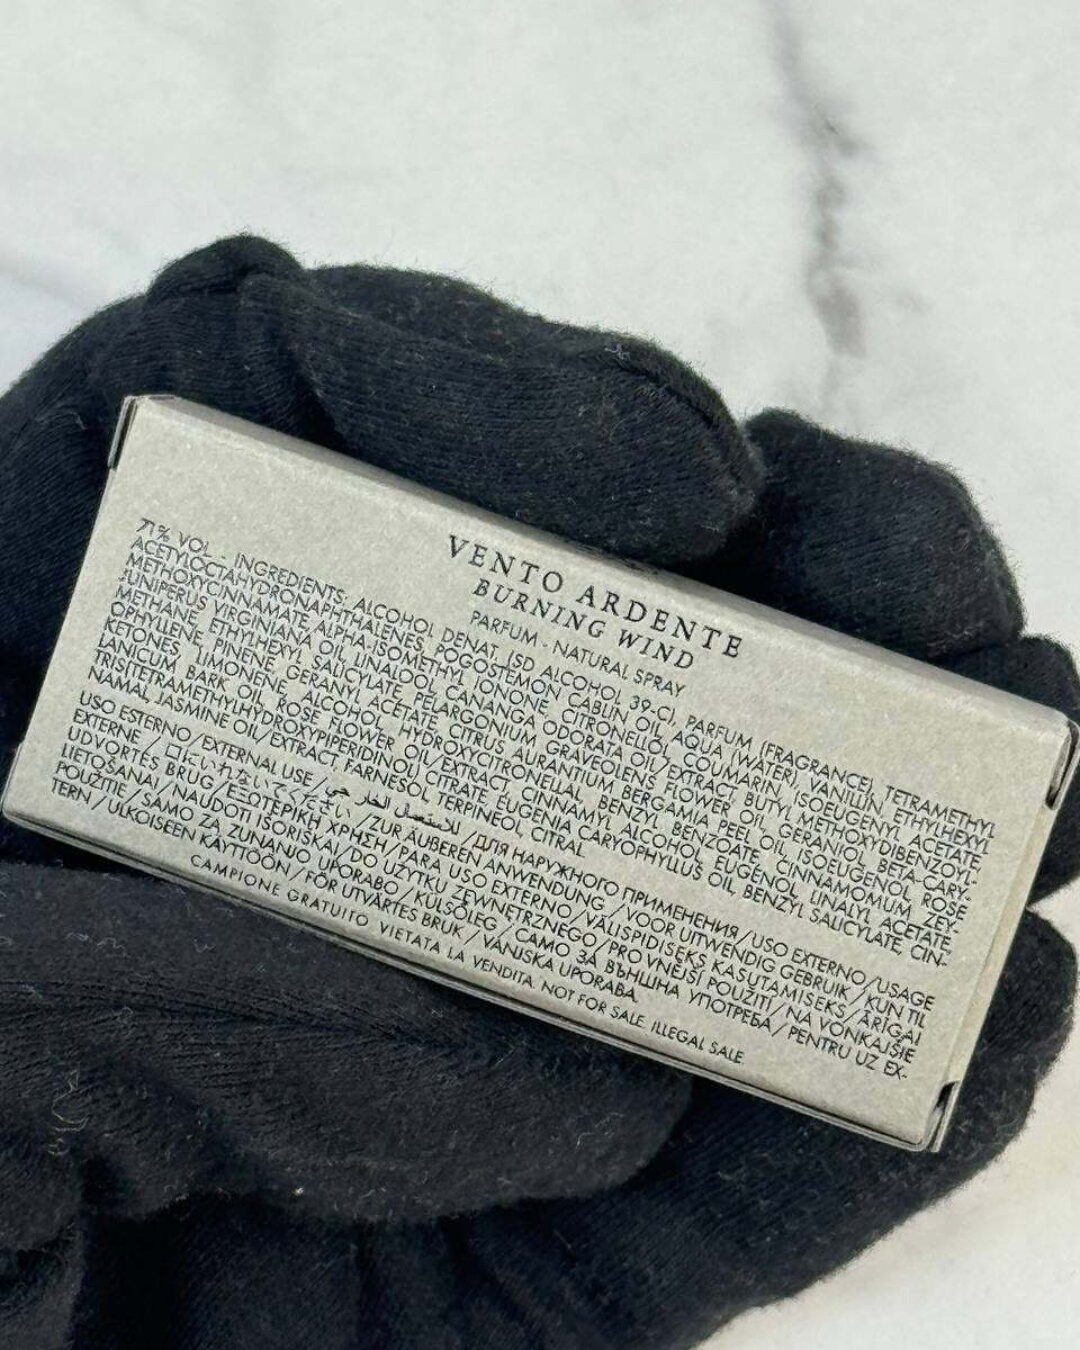 VENTO ARDENTE
BURNING WIND
PARFUM - NATURAL SPRAY
71% VOL - INGREDIENTS: ALCOHOL DENAT. (SD ALCOHOL 39-C), PARFUM (FRAGRANCE), TETRAMETHYL
ACETYLOCTAHYDRONAPHTHALENES, POGOSTEMON CABLIN OIL, AQUA (WATER), VANILLIN, ETHYLHEXYL
METHOXYCINNAMATE, ALPHA-ISOMETHYL IONONE, CITRONELLOL, COUMARIN, ISOEUGENYL ACETATE,
JUNIPERUS VIRGINIANA OIL, LINALOOL, CANANGA ODORATA OIL/EXTRACT, BUTYL METHOXYDIBENZOYL-
METHANE, ETHYLHEXYL SALICYLATE, PELARGONIUM GRAVEOLENS FLOWER OIL, GERANIOL, BETA-CARY-
OPHYLLENE, PINENE, GERANYL ACETATE, CITRUS AURANTIUM BERGAMIA PEEL OIL, ISOEUGENOL, ROSE
KETONES, LIMONENE, ALCOHOL, HYDROXYCITRONELLAL, BENZYL BENZOATE, CINNAMOMUM ZEY-
LANICUM BARK OIL, ROSE FLOWER OIL/EXTRACT, CINNAMYL ALCOHOL, EUGENOL, LINALYL ACETATE,
TRIS(TETRAMETHYLHYDROXYPIPERIDINOL) CITRATE, EUGENIA CARYOPHYLLUS OIL, BENZYL SALICYLATE, CIN-
NAMAL, JASMINE OIL/EXTRACT, FARNESOL, TERPINEOL, CITRAL.
USO ESTERNO/EXTERNAL USE/للاستعمال الخارجي/ДЛЯ НАРУЖНОГО ПРИМЕНЕНИЯ/USO EXTERNO/USAGE
EXTERNE/口にいれないでください/ZUR ÄUßEREN ANWENDUNG/VOOR UITWENDIG GEBRUIK/KUN TIL
UDVORTES BRUG/ΕΞΩΤΕΡΙΚΗ ΧΡΗΣΗ/PARA USO EXTERNO/VÄLISPIDISEKS KASUTAMISEKS/ĀRĪGAI
LIETOŠANAI/NAUDOTI IŠORIŠKAI/DO UŻYTKU ZEWNĘTRZNEGO/PRO VNĚJŠÍ POUŽITÍ/NA VONKAJŠIE
POUŽITIE/SAMO ZA ZUNANJO UPORABO/KÜLSŐLEG/САМО ЗА ВЪНШНА УПОТРЕБА/PENTRU UZ EX-
TERN/ULKOISEEN KÄYTTÖÖN/FÖR UTVÄRTES BRUK/VANJSKA UPORABA.
CAMPIONE GRATUITO VIETATA LA VENDITA. NOT FOR SALE. ILLEGAL SALE.